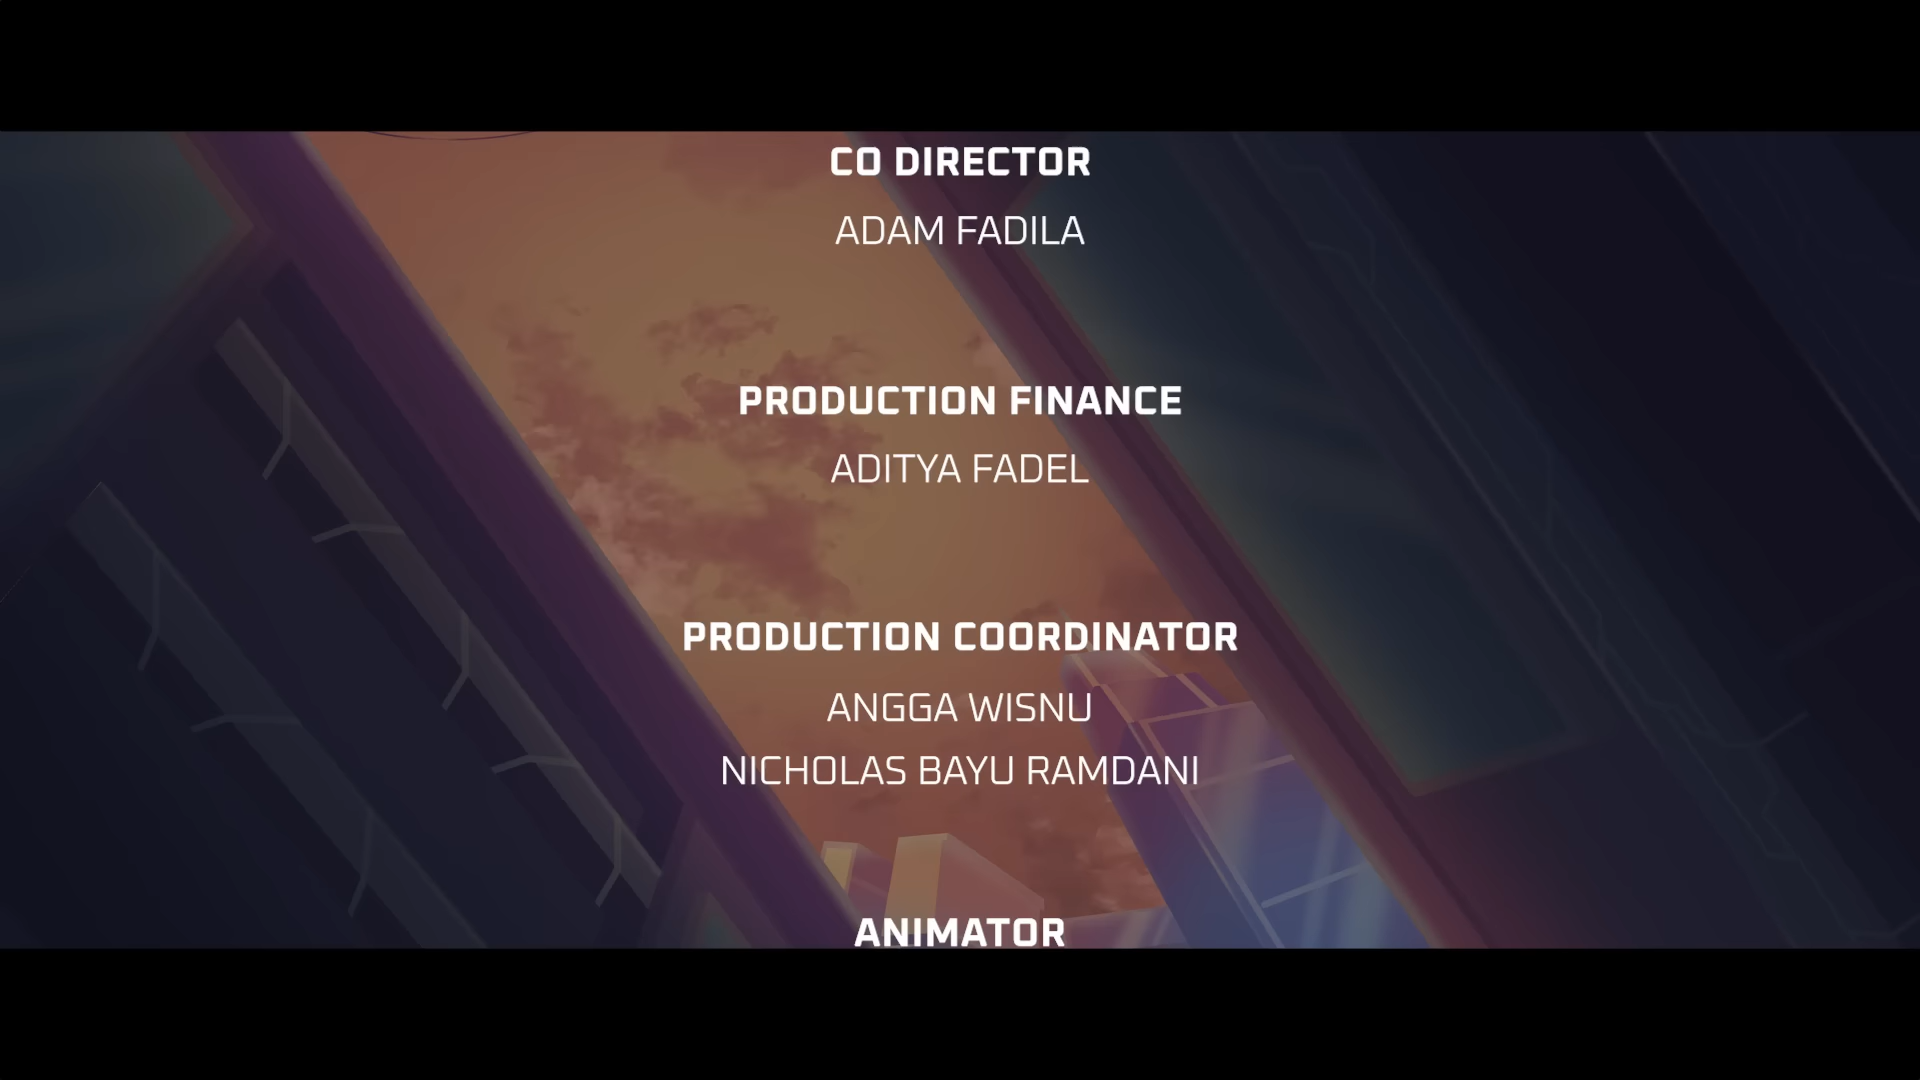 CO DIRECTOR
ADAM FADILA
PRODUCTION FINANCE
ADITYA FADEL
PRODUCTION COORDINATOR
ANGGA WISNU
NICHOLAS BAYU RAMDANI
ANIMATOR